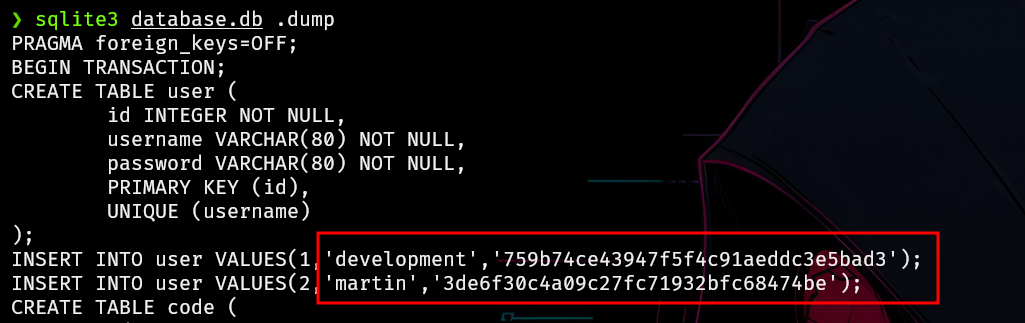 ❯ sqlite3 database.db .dump
PRAGMA foreign_keys=OFF;
BEGIN TRANSACTION;
CREATE TABLE user (
        id INTEGER NOT NULL,
        username VARCHAR(80) NOT NULL,
        password VARCHAR(80) NOT NULL,
        PRIMARY KEY (id),
        UNIQUE (username)
);
INSERT INTO user VALUES(1,'development','759b74ce43947f5f4c91aeddc3e5bad3');
INSERT INTO user VALUES(2,'martin','3de6f30c4a09c27fc71932bfc68474be');
CREATE TABLE code (